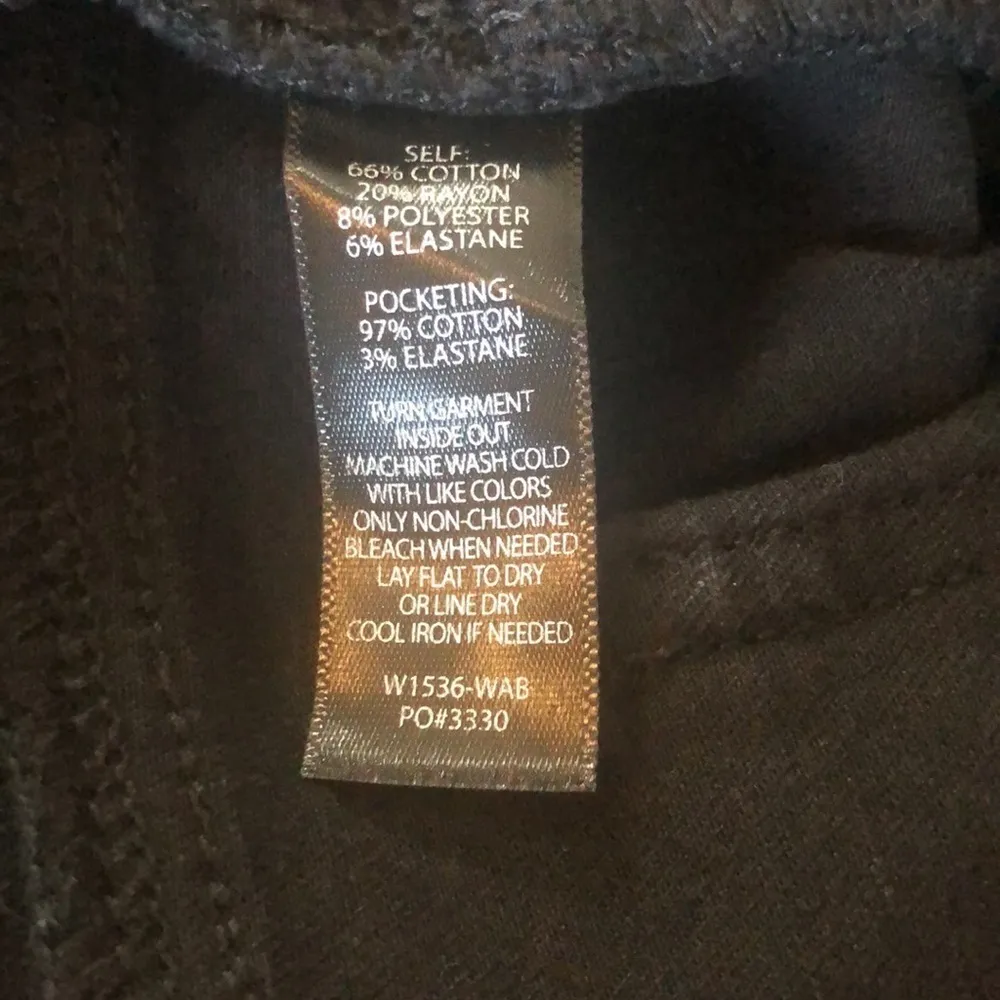 SELF:
66% COTTON
20% RAYON
8% POLYESTER
6% ELASTANE
POCKETING:
97% COTTON
3% ELASTANE
TURN GARMENT
INSIDE OUT
MACHINE WASH COLD
WITH LIKE COLORS
ONLY NON-CHLORINE
BLEACH WHEN NEEDED
LAY FLAT TO DRY
OR LINE DRY
COOL IRON IF NEEDED
W1536-WAB
PO#3330